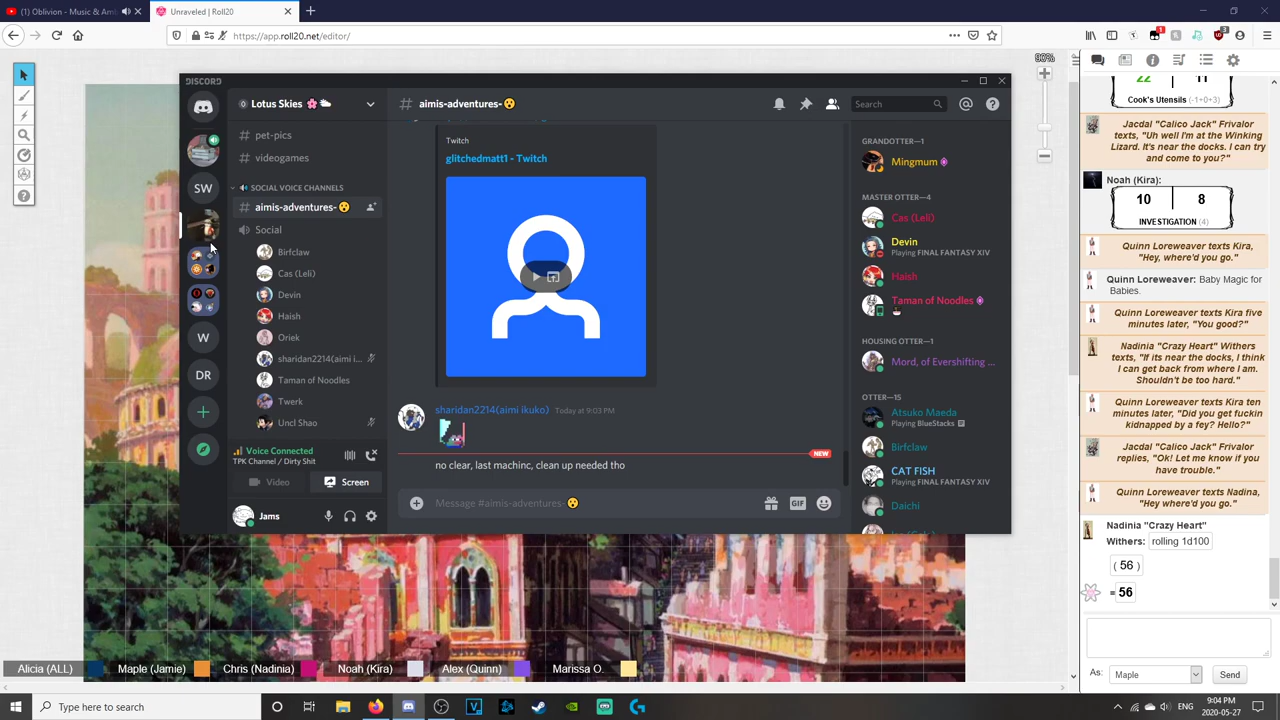 (1) Oblivion - Music & Am
Unraveled | Roll20
https://app.roll20.net/editor/
DISCORD
Lotus Skies
aimis-adventures-😮
Search
pet-pics
videogames
SOCIAL VOICE CHANNELS
aimis-adventures-😮
Social
Birfclaw
Cas (Leli)
Devin
Haish
Oriek
sharidan2214(aimi i...
Taman of Noodles
Twerk
Uncl Shao
Voice Connected
TPK Channel / Dirty Shit
Video
Screen
Jams
SW
W
DR
Twitch
glitchedmatt1 - Twitch
sharidan2214(aimi ikuko) Today at 9:03 PM
NEW
no clear, last machinc, clean up needed tho
Message #aimis-adventures-😮
GIF
GRANDOTTER—1
Mingmum
MASTER OTTER—4
Cas (Leli)
Devin
Playing FINAL FANTASY XIV
Haish
Taman of Noodles
HOUSING OTTER—1
Mord, of Evershifting ...
OTTER—15
Atsuko Maeda
Playing BlueStacks
Birfclaw
CAT FISH
Playing FINAL FANTASY XIV
Daichi
90%
22 11
Cook's Utensils (-1+0+3)
Jacdal "Calico Jack" Frivalor
texts, "Uh well I'm at the Winking
Lizard. It's near the docks. I can try
and come to you?"
Noah (Kira):
10 8
INVESTIGATION (4)
Quinn Loreweaver texts Kira,
"Hey, where'd you go."
Quinn Loreweaver: Baby Magic for
Babies.
Quinn Loreweaver texts Kira five
minutes later, "You good?"
Nadinia "Crazy Heart" Withers
texts, "If its near the docks, I think
I can get back from where I am.
Shouldn't be too hard."
Quinn Loreweaver texts Kira ten
minutes later, "Did you get fuckin
kidnapped by a fey? Hello?"
Jacdal "Calico Jack" Frivalor
replies, "Ok! Let me know if you
have trouble."
Quinn Loreweaver texts Nadina,
"Hey where'd you go."
Nadinia "Crazy Heart"
Withers: rolling 1d100
( 56 )
= 56
As: Maple
Send
Alicia (ALL)
Maple (Jamie)
Chris (Nadinia)
Noah (Kira)
Alex (Quinn)
Marissa O.
Type here to search
ENG
9:04 PM
2020-05-27